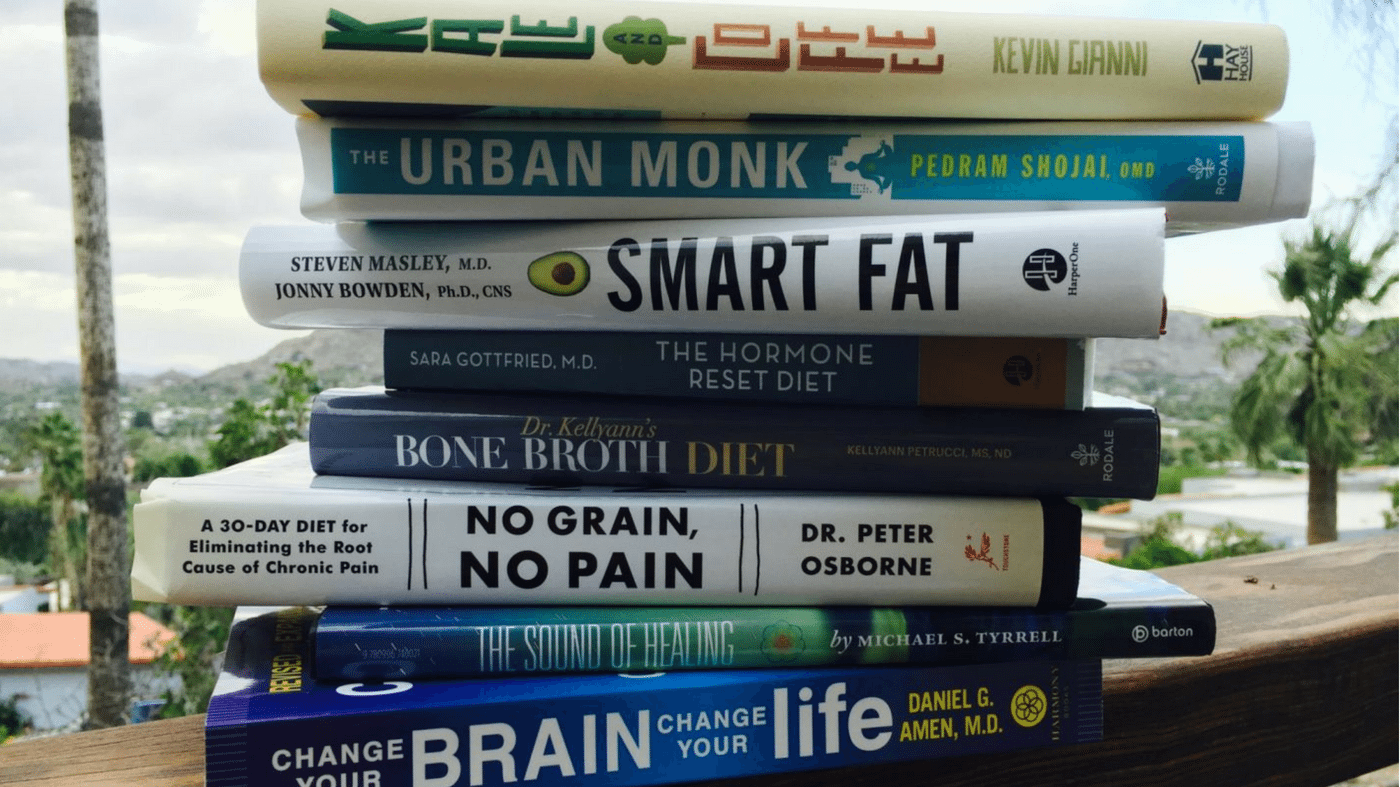 KALE AND COFFEE KEVIN GIANNI HAY HOUSE
THE URBAN MONK PEDRAM SHOJAI, OMD RODALE
STEVEN MASLEY, M.D.
JONNY BOWDEN, Ph.D., CNS
SMART FAT
HarperOne
SARA GOTTFRIED, M.D.
THE HORMONE
RESET DIET
Dr. Kellyann's
BONE BROTH DIET
KELLYANN PETRUCCI, MS, ND
RODALE
A 30-DAY DIET for
Eliminating the Root
Cause of Chronic Pain
NO GRAIN,
NO PAIN
DR. PETER
OSBORNE
TOUCHSTONE
THE SOUND OF HEALING
by MICHAEL S. TYRRELL
barton
REVISED
CHANGE
YOUR
BRAIN
CHANGE
YOUR
life
DANIEL G.
AMEN, M.D.
HARMONY
BOOKS